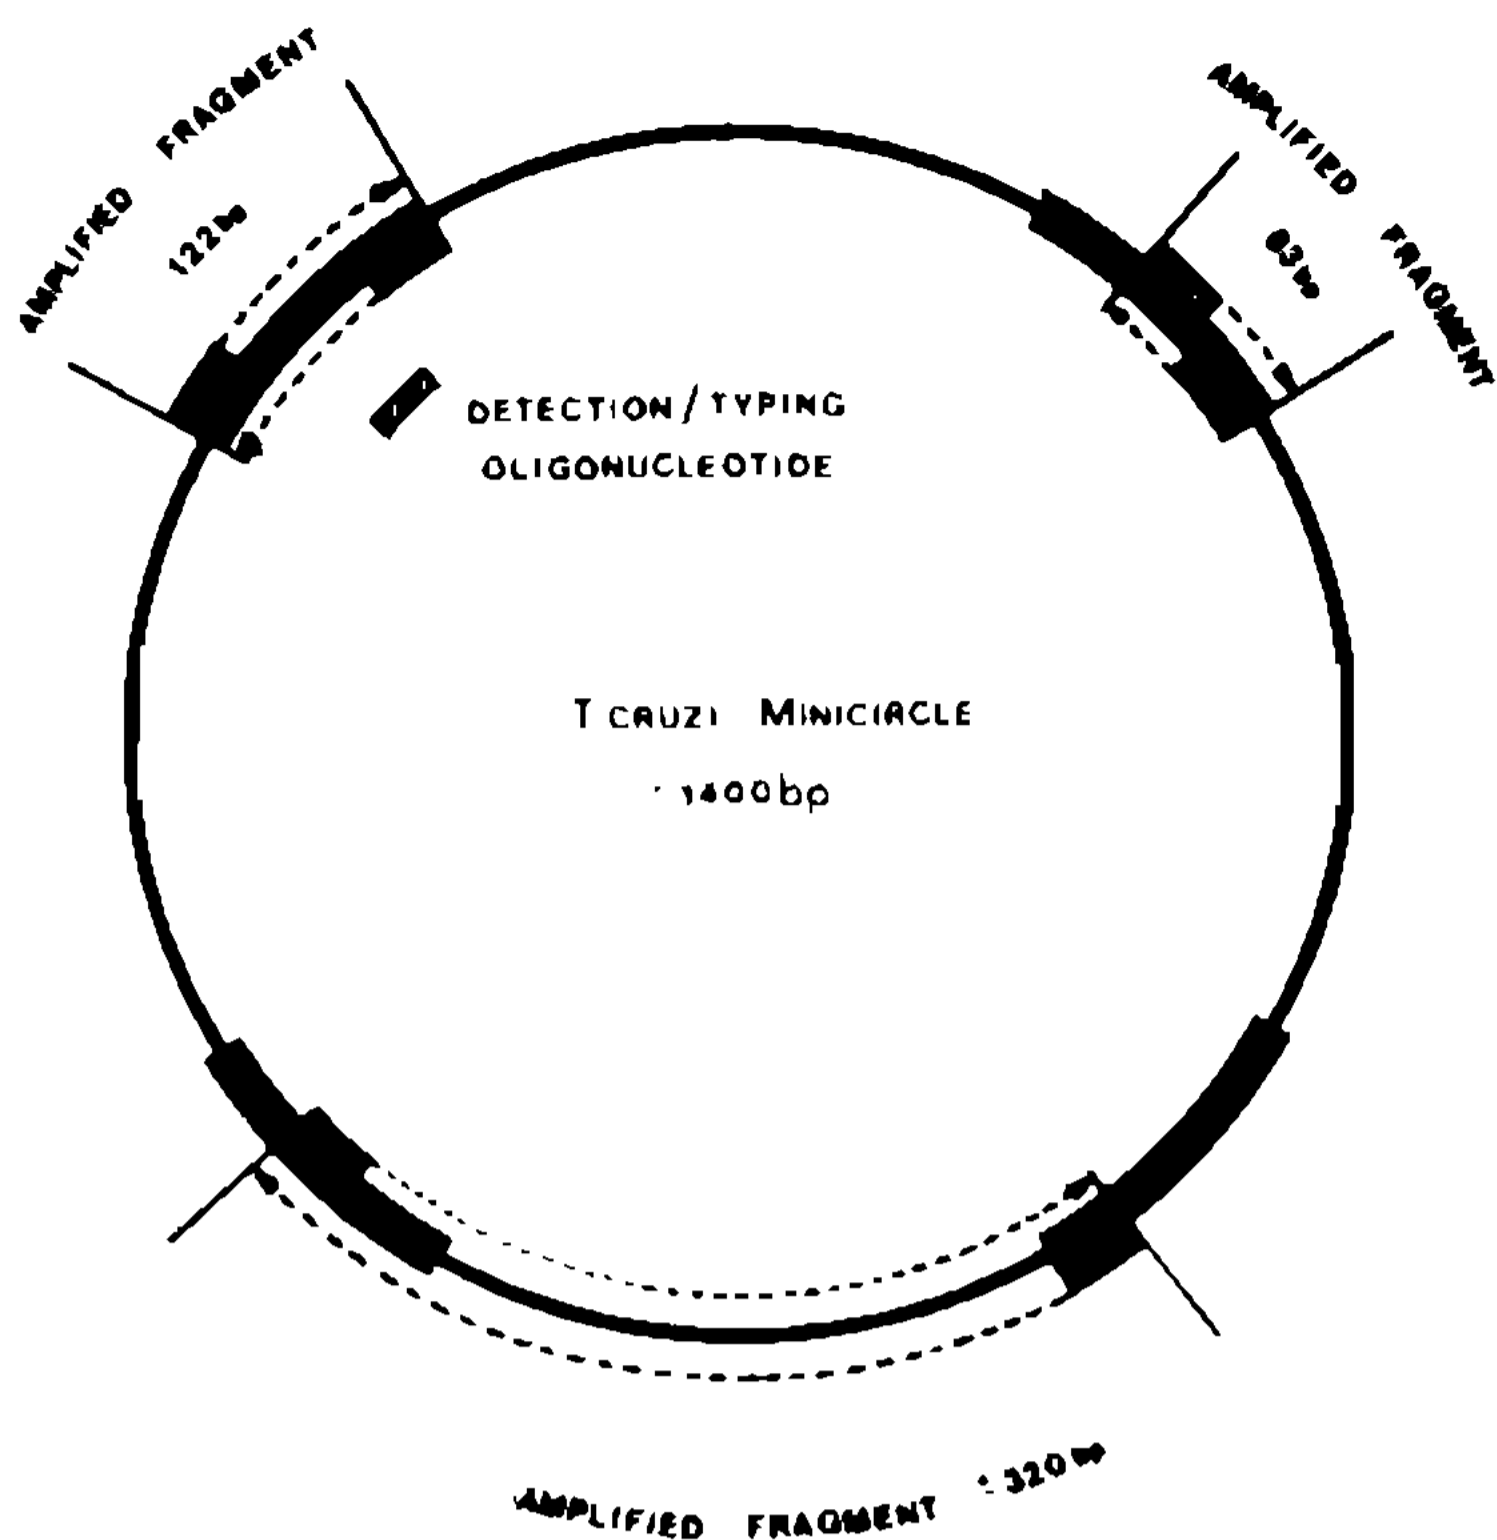 AMPLIFIED FRAGMENT
122bp
AMPLIFIED FRAGMENT
83bp
DETECTION/TYPING
OLIGONUCLEOTIDE
T CRUZI MINICIRCLE
1400bp
AMPLIFIED FRAGMENT ± 320bp